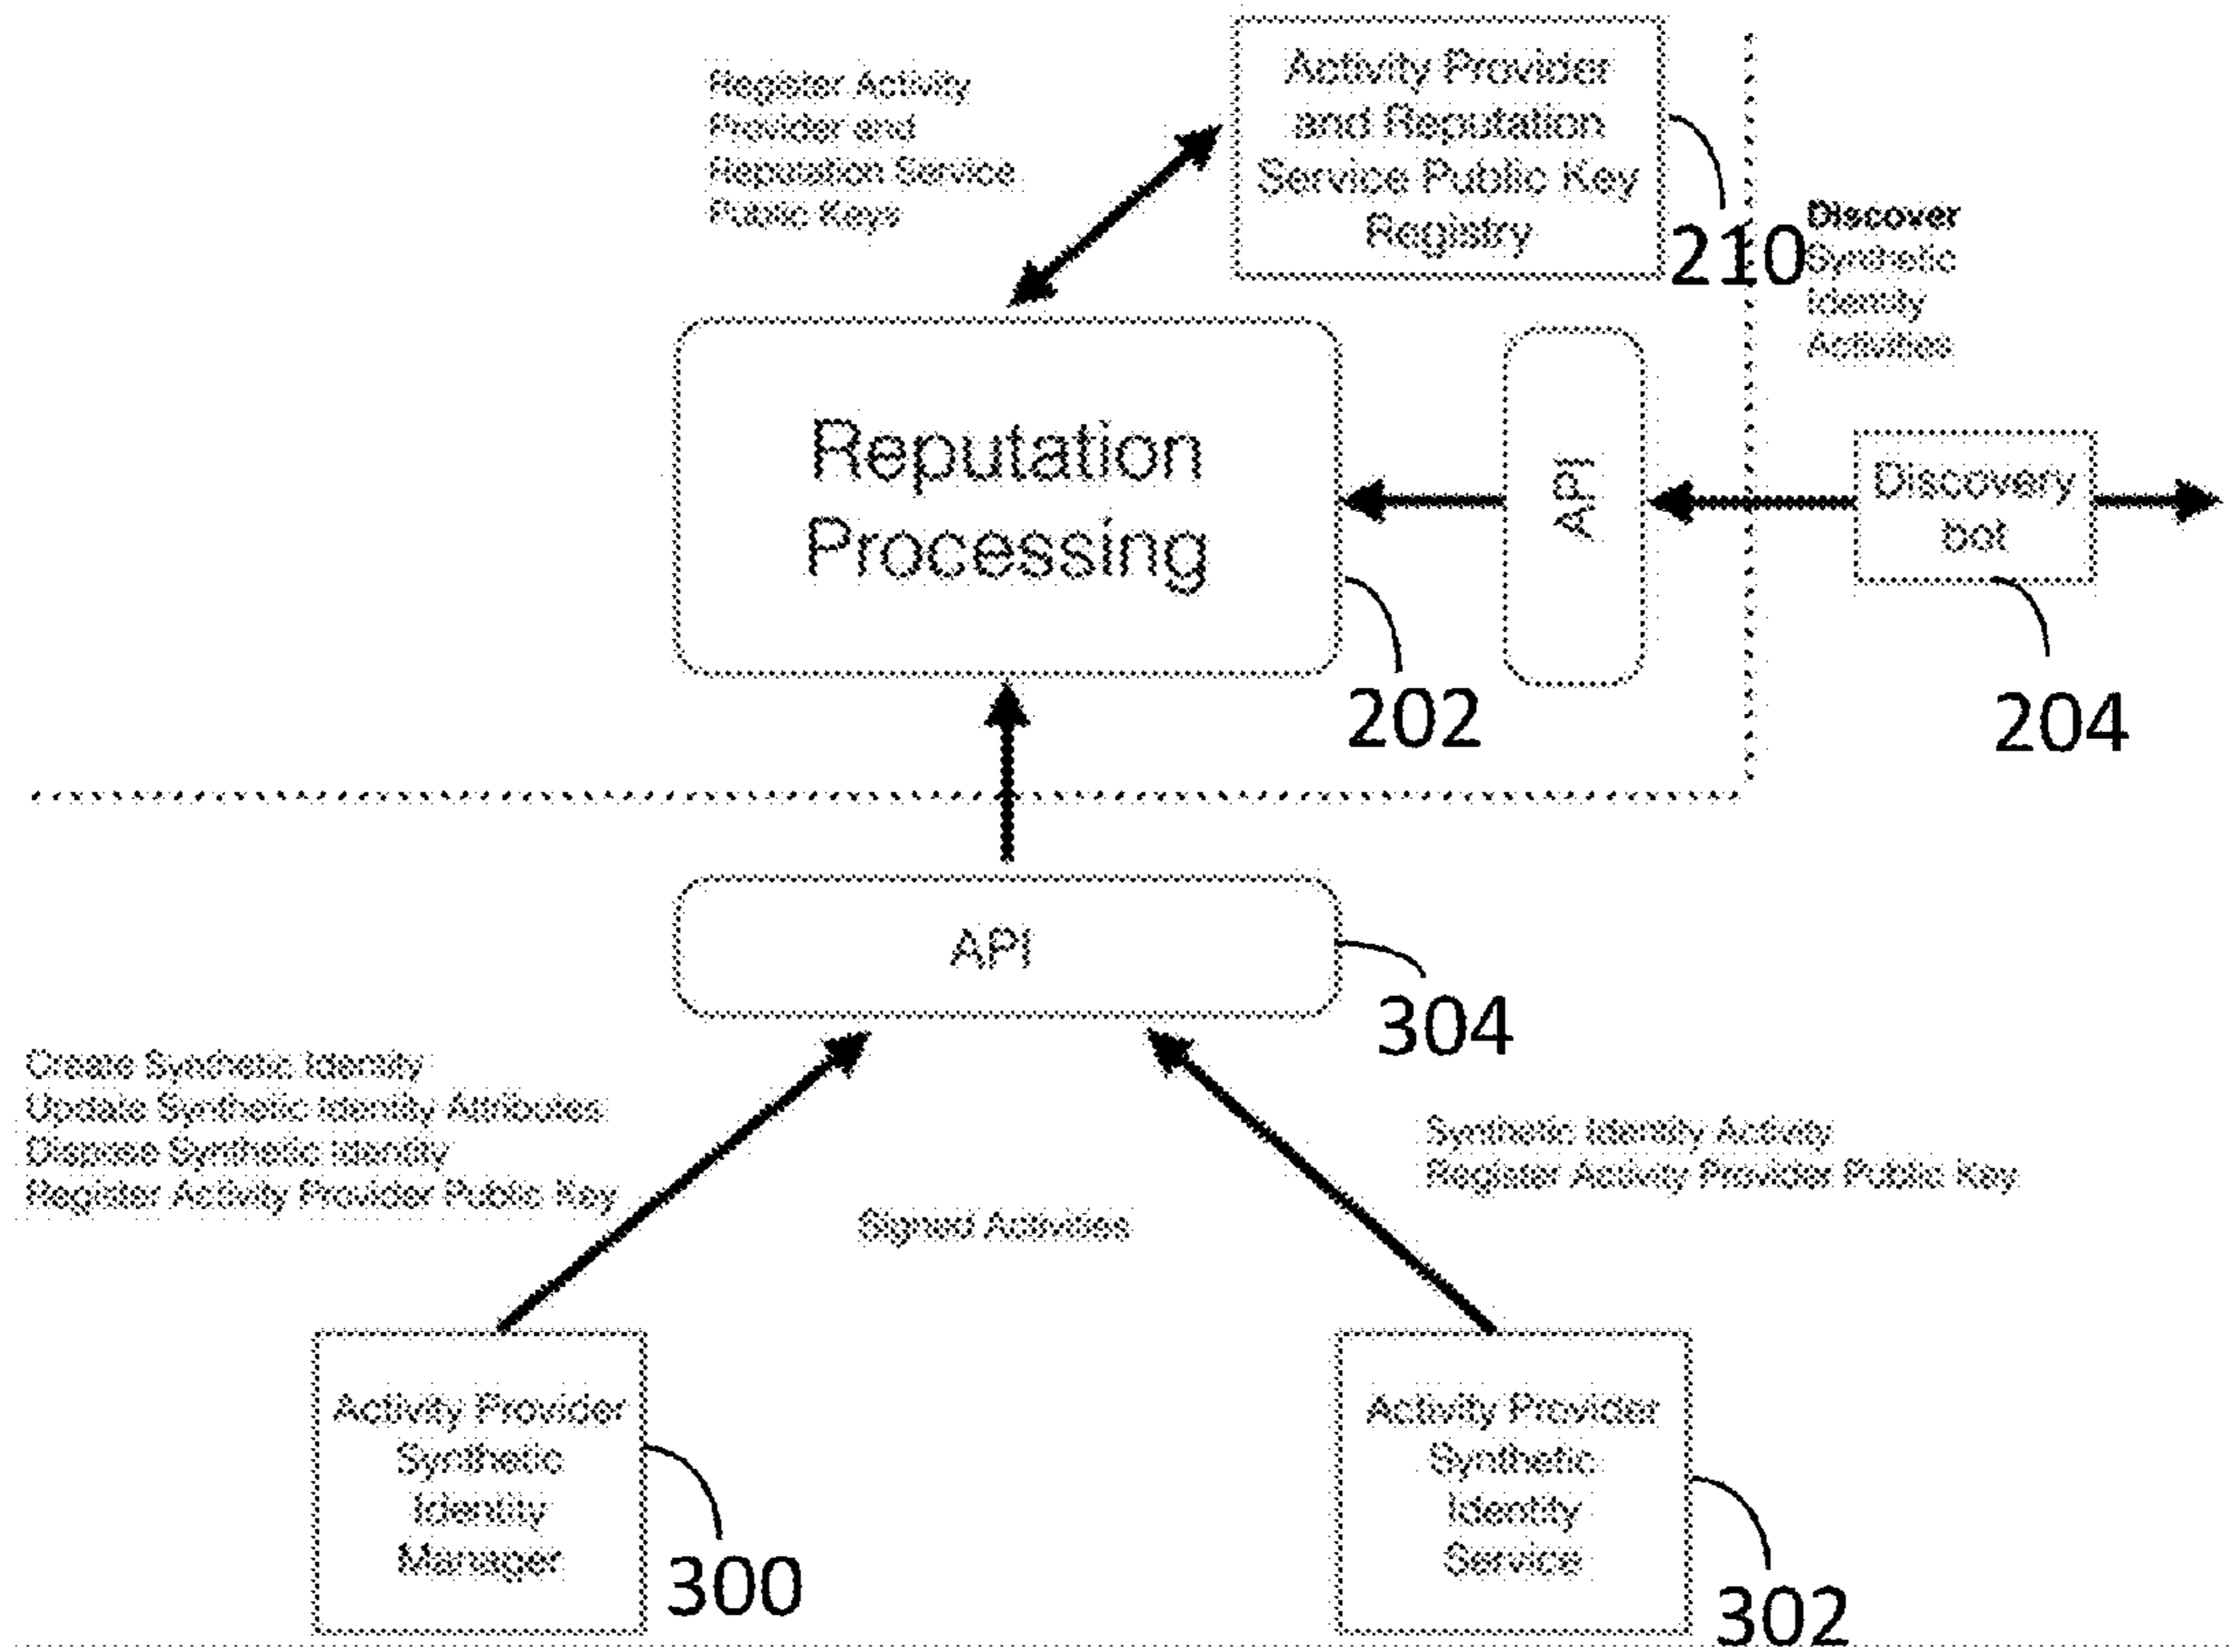 Register Activity
Provider and
Reputation Service
Public Keys
Activity Provider
and Reputation
Service Public Key
Registry
210
Discover
Synthetic
Identity
Activities
Reputation
Processing
202
API
Discovery
bot
204
API
304
Create Synthetic Identity
Update Synthetic Identity Attributes
Dispose Synthetic Identity
Register Activity Provider Public Key
Signed Activities
Synthetic Identity Activity
Register Activity Provider Public Key
Activity Provider
Synthetic
Identity
Manager
300
Activity Provider
Synthetic
Identity
Service
302